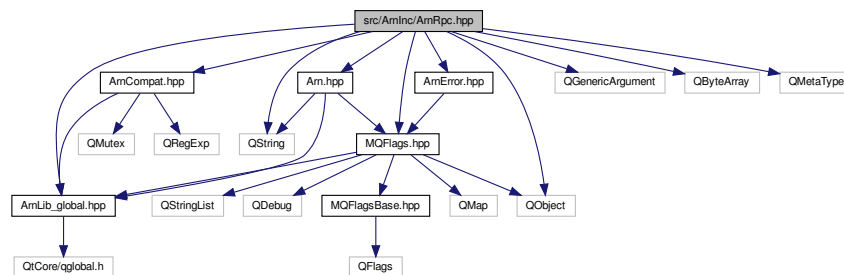 src/ArnInc/ArnRpc.hpp
ArnCompat.hpp
Arn.hpp
ArnError.hpp
QGenericArgument
QByteArray
QMetaType
QMutex
QRegExp
QString
MQFlags.hpp
ArnLib_global.hpp
QStringList
QDebug
MQFlagsBase.hpp
QMap
QObject
QtCore/qglobal.h
QFlags